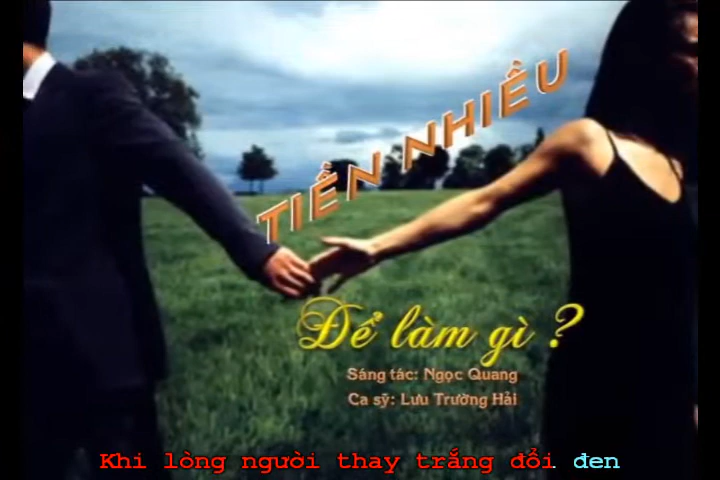 TIỀN NHIỀU
Để làm gì ?
Sáng tác: Ngọc Quang
Ca sỹ: Lưu Trường Hải
Khi lòng người thay trắng đổi đen